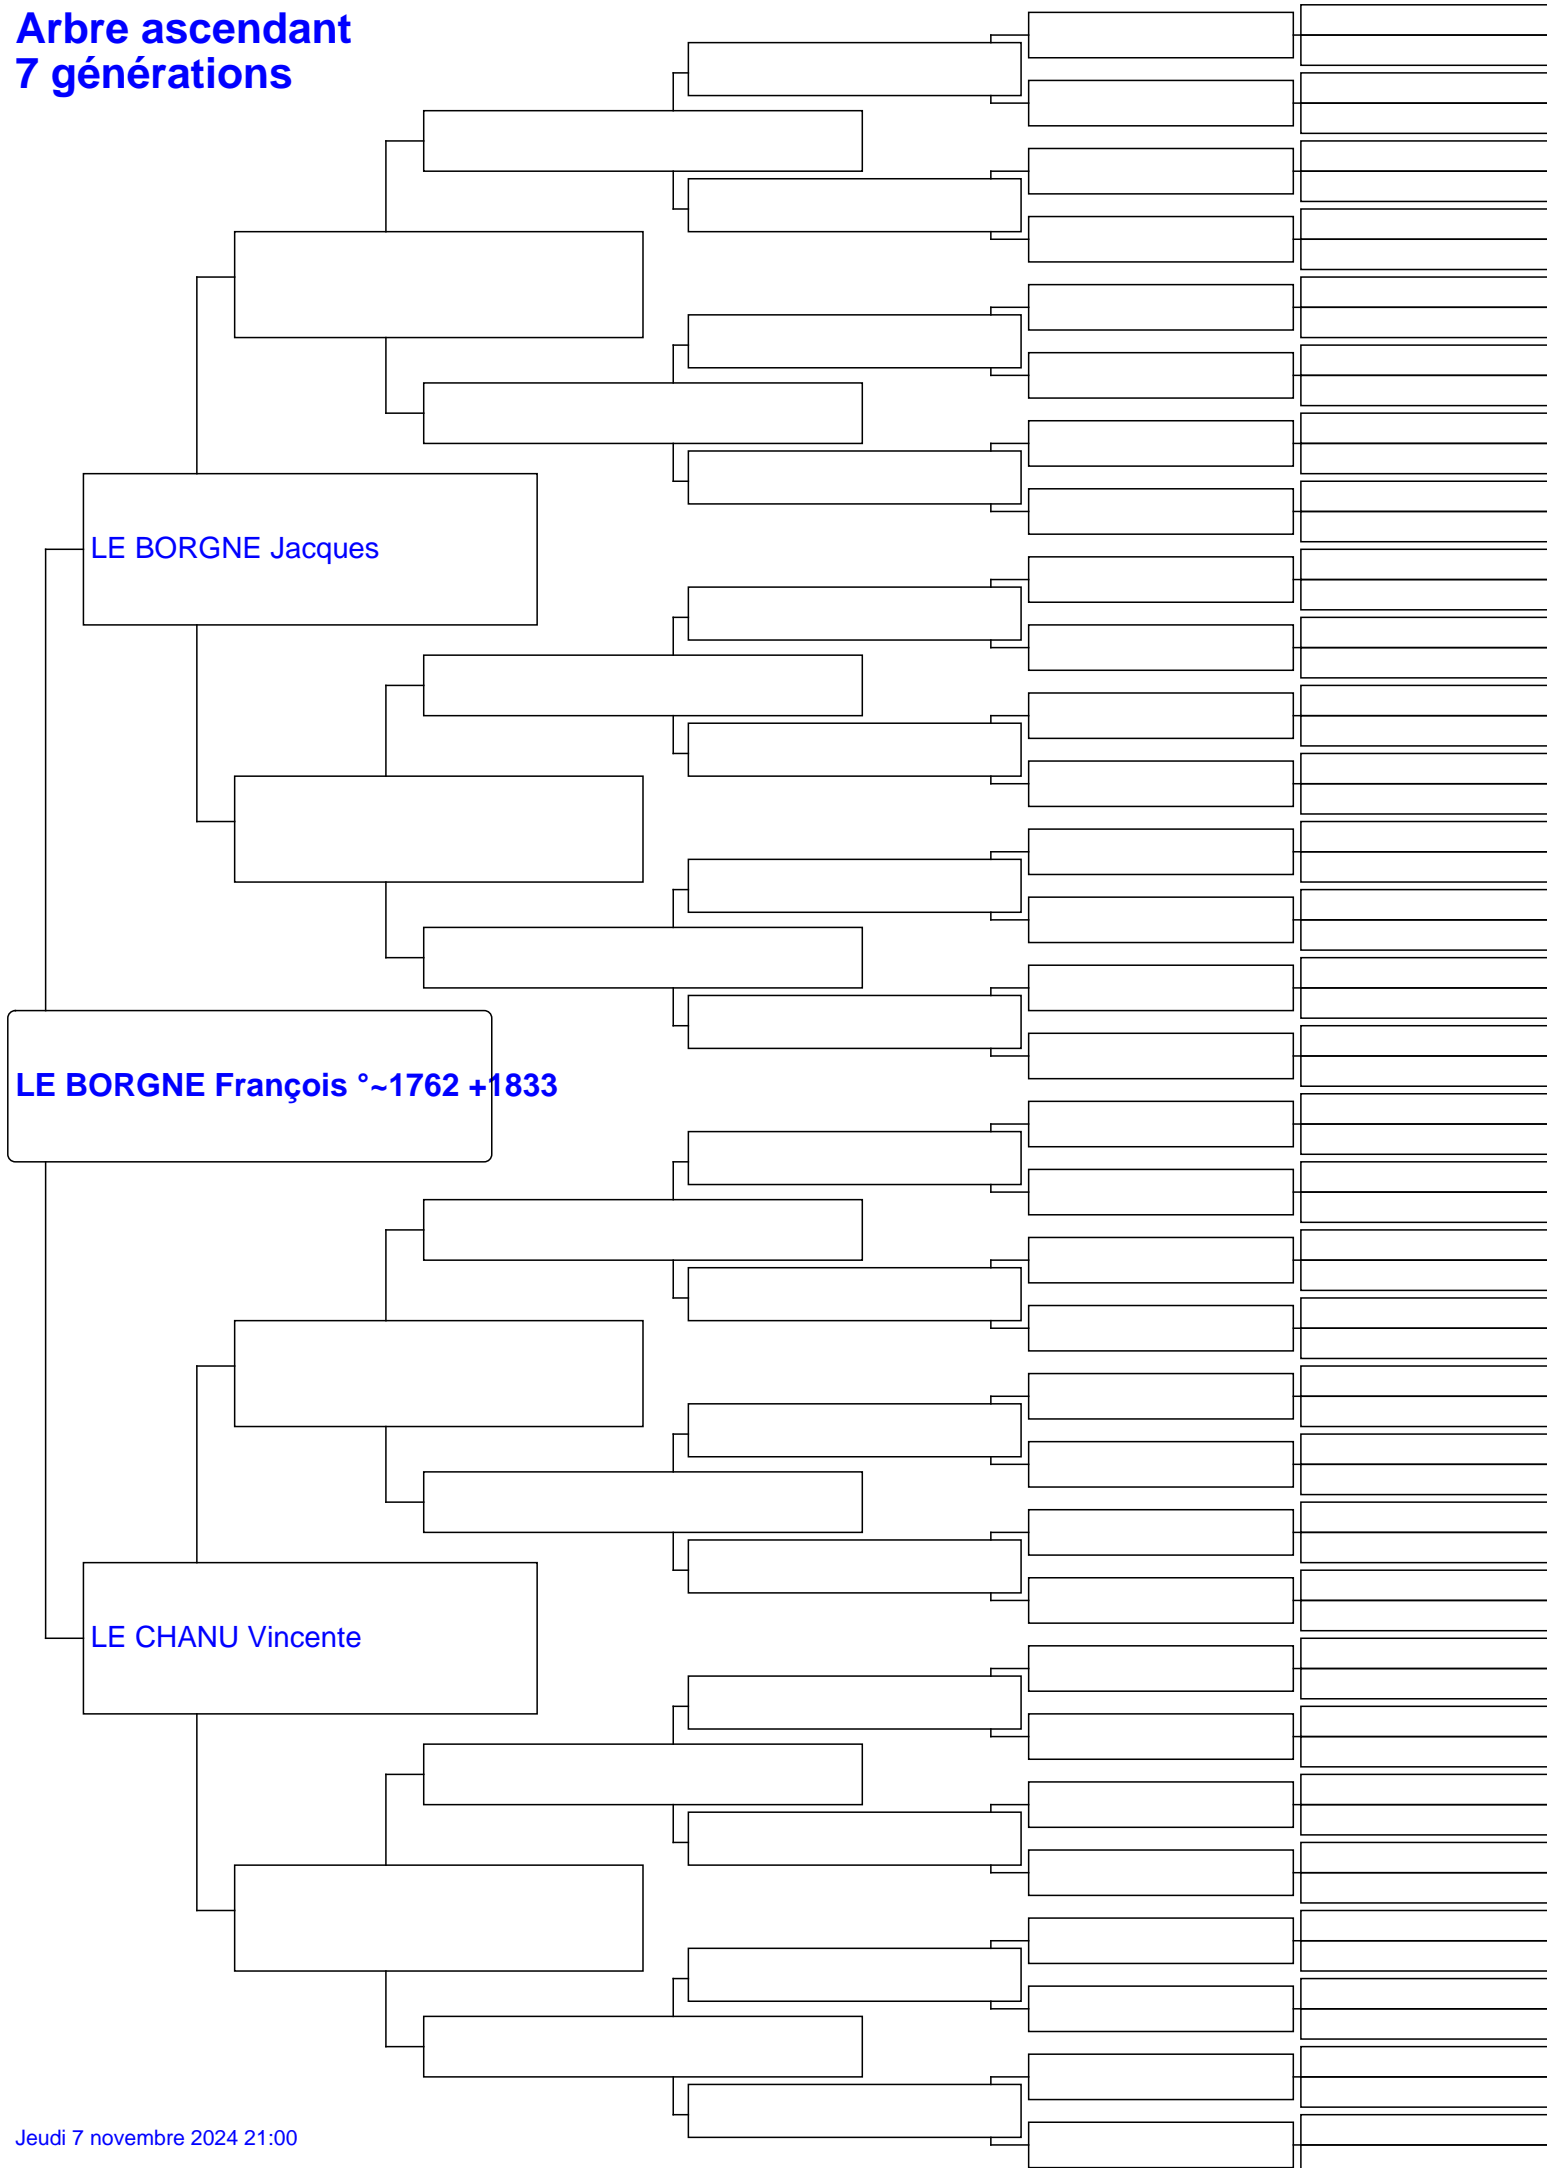 Arbre ascendant
7 générations
LE BORGNE Jacques
LE BORGNE François °~1762 +1833
LE CHANU Vincente
Jeudi 7 novembre 2024 21:00